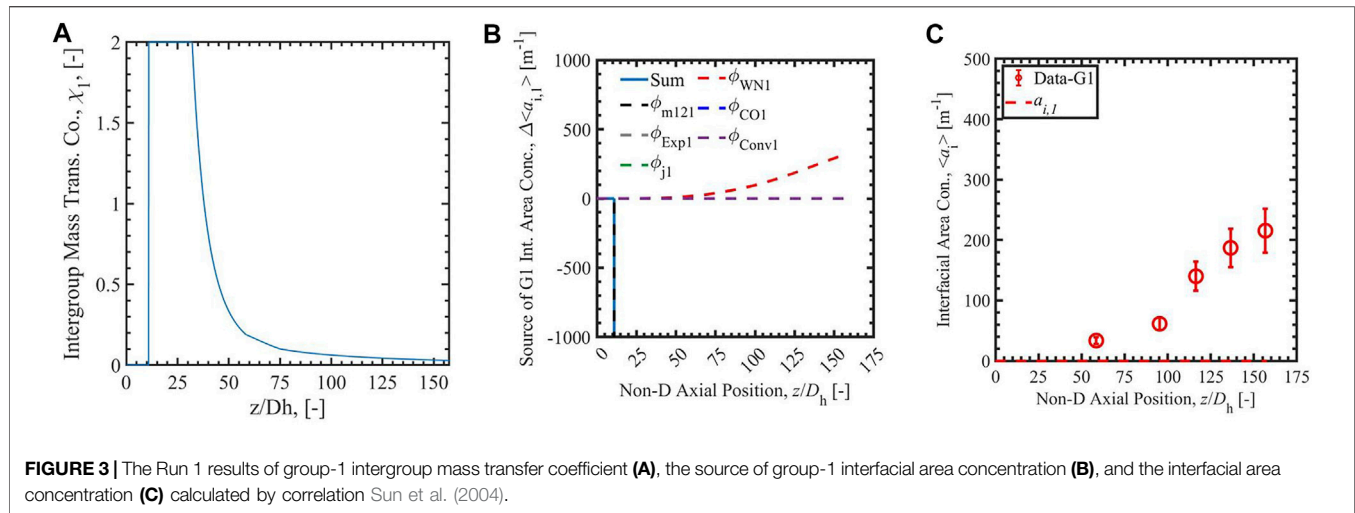 A
Intergroup Mass Trans. Co., χ1, [-]
2
1.5
1
0.5
0
0 25 50 75 100 125 150
z/Dh, [-]
B
Source of G1 Int. Area Conc., Δ<ai,1> [m-1]
1000
500
0
-500
-1000
Sum
ϕm121
ϕExp1
ϕj1
ϕWN1
ϕCO1
ϕConv1
0 25 50 75 100 125 150 175
Non-D Axial Position, z/Dh [-]
C
Interfacial Area Con., <ai> [m-1]
500
400
300
200
100
0
Data-G1
ai,1
0 25 50 75 100 125 150 175
Non-D Axial Position, z/Dh [-]
FIGURE 3 | The Run 1 results of group-1 intergroup mass transfer coefficient (A), the source of group-1 interfacial area concentration (B), and the interfacial area
concentration (C) calculated by correlation Sun et al. (2004).